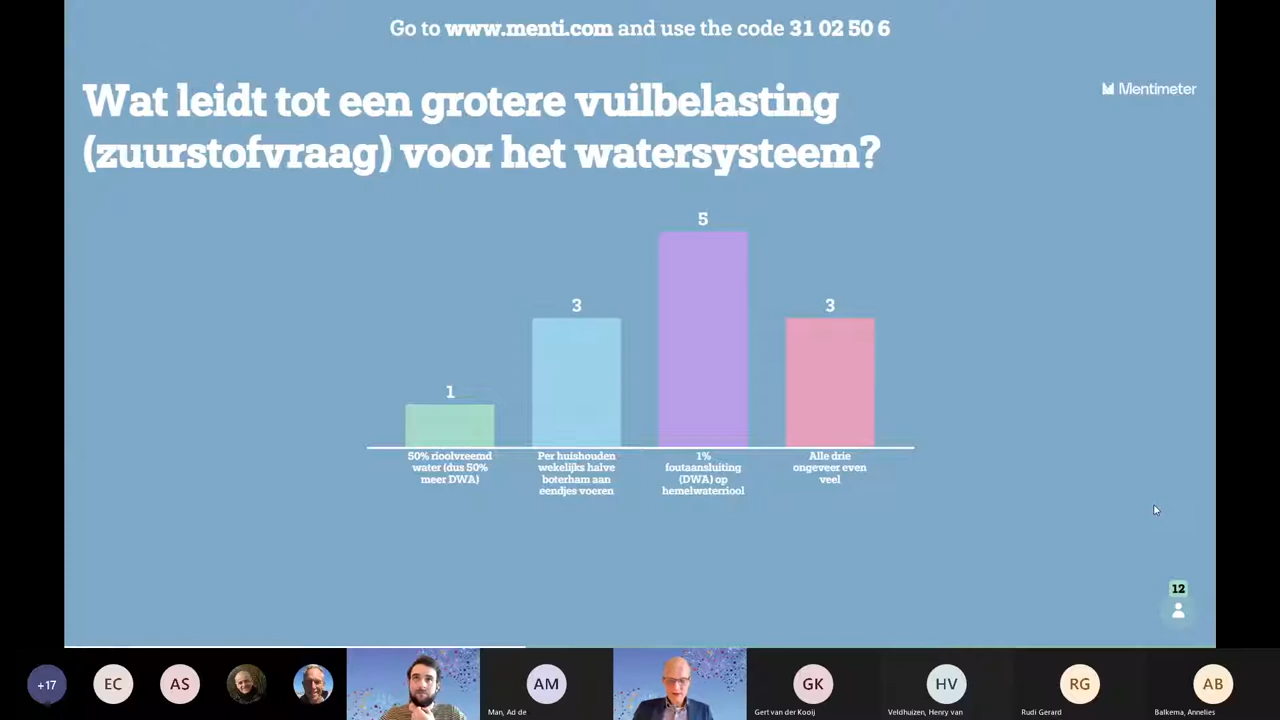 Go to www.menti.com and use the code 31 02 50 6
Wat leidt tot een grotere vuilbelasting
(zuurstofvraag) voor het watersysteem?
Mentimeter
1
3
5
3
50% rioolvreemd
water (dus 50%
meer DWA)
Per huishouden
wekelijks halve
boterham aan
eendjes voeren
1%
foutaansluiting
(DWA) op
hemelwaterriool
Alle drie
ongeveer even
veel
12
+17
EC
AS
AM
Man, Ad de
GK
Gert van der Kooij
HV
Veldhuizen, Henry van
RG
Rudi Gerard
AB
Balkema, Annelies